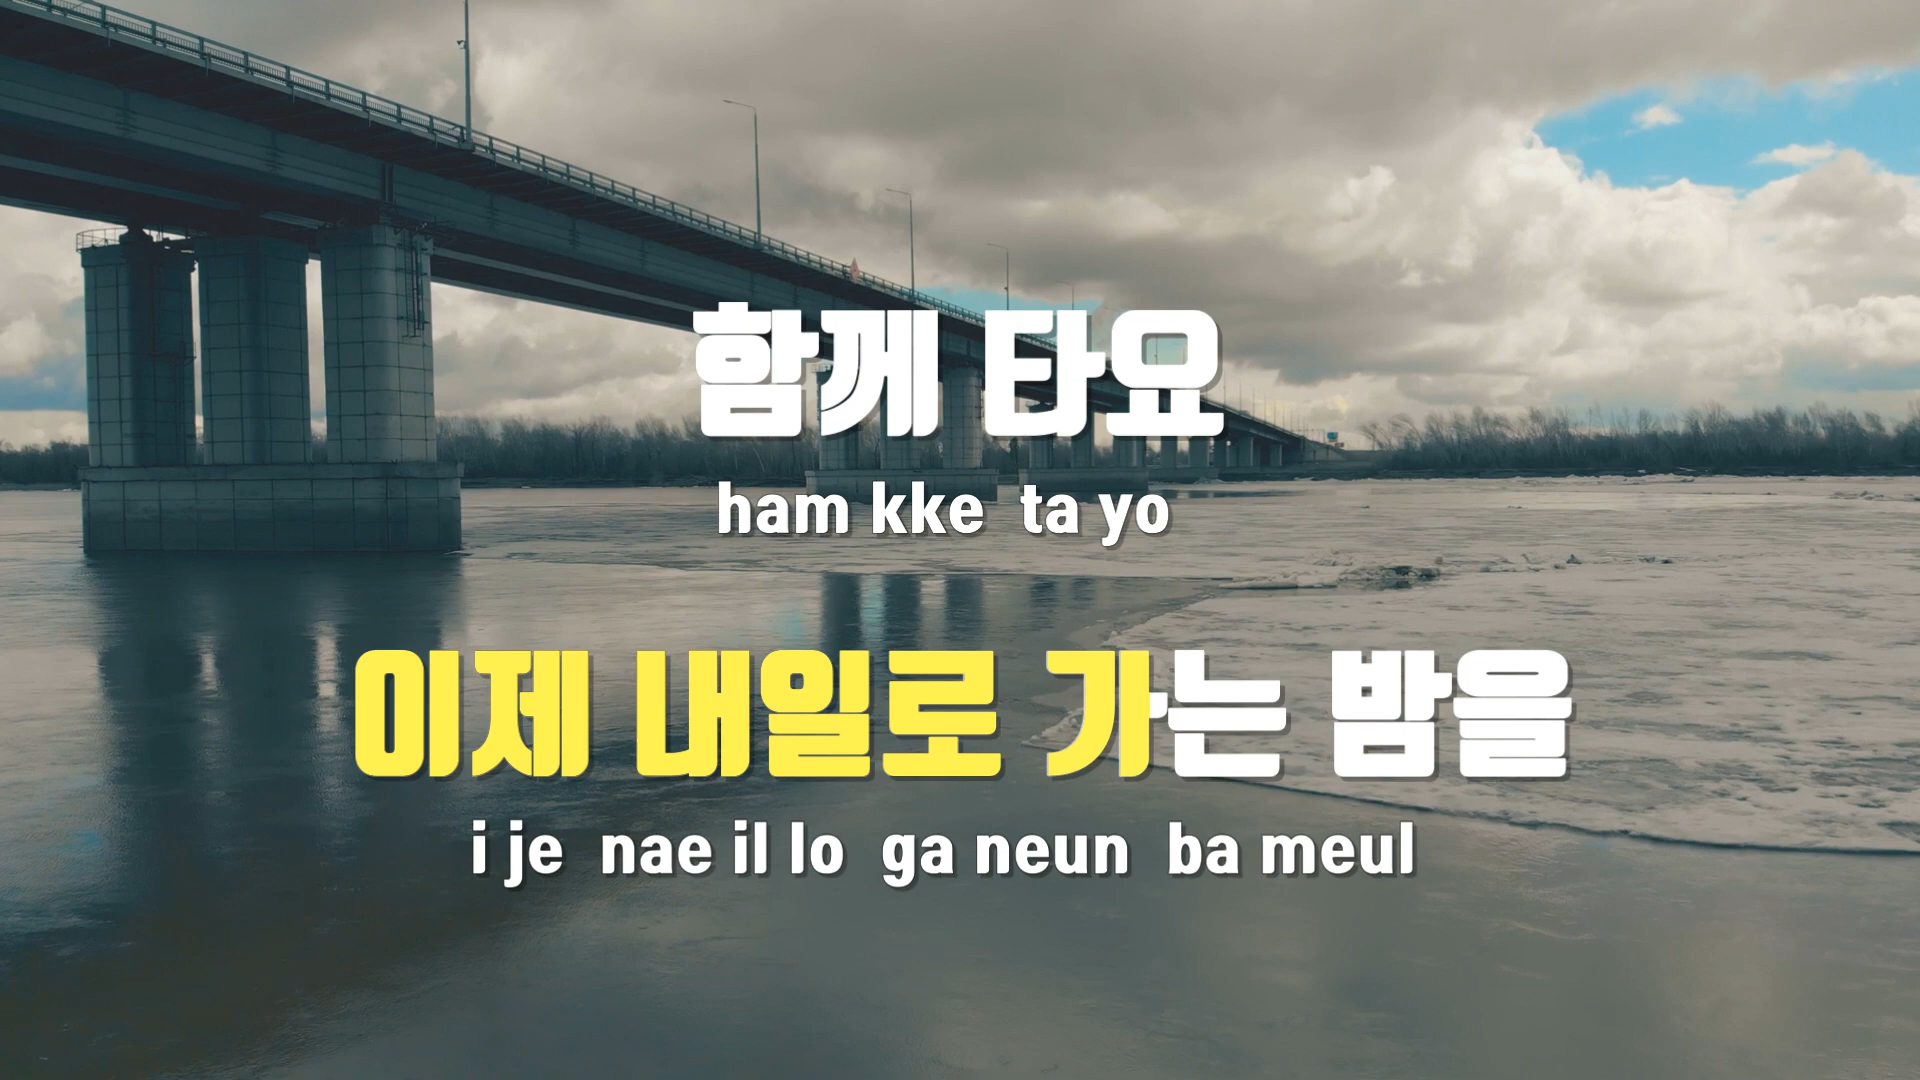 함께 타요
ham kke ta yo
이제 내일로 가는 밤을
i je nae il lo ga neun ba meul